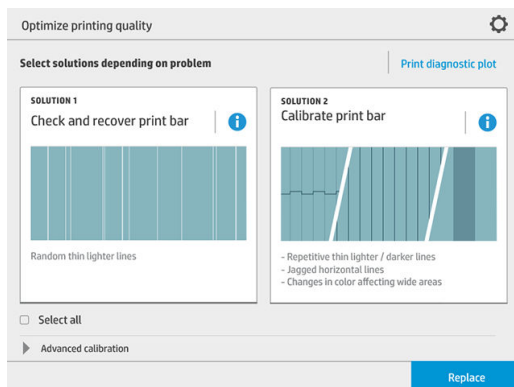 Optimize printing quality
Select solutions depending on problem
Print diagnostic plot
SOLUTION 1
Check and recover print bar
Random thin lighter lines
SOLUTION 2
Calibrate print bar
- Repetitive thin lighter / darker lines
- Jagged horizontal lines
- Changes in color affecting wide areas
Select all
Advanced calibration
Replace